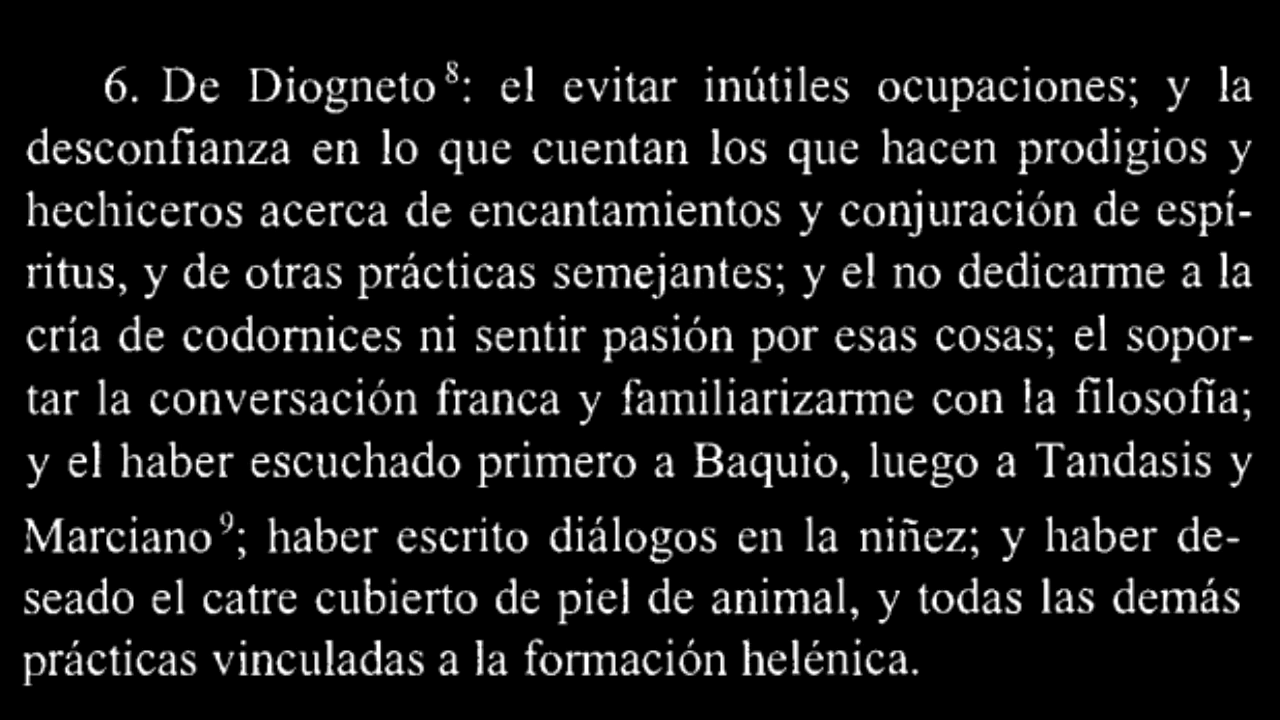 6. De Diogneto⁸: el evitar inútiles ocupaciones; y la
desconfianza en lo que cuentan los que hacen prodigios y
hechiceros acerca de encantamientos y conjuración de espí-
ritus, y de otras prácticas semejantes; y el no dedicarme a la
cría de codornices ni sentir pasión por esas cosas; el sopor-
tar la conversación franca y familiarizarme con la filosofía;
y el haber escuchado primero a Baquio, luego a Tandasis y
Marciano⁹; haber escrito diálogos en la niñez; y haber de-
seado el catre cubierto de piel de animal, y todas las demás
prácticas vinculadas a la formación helénica.